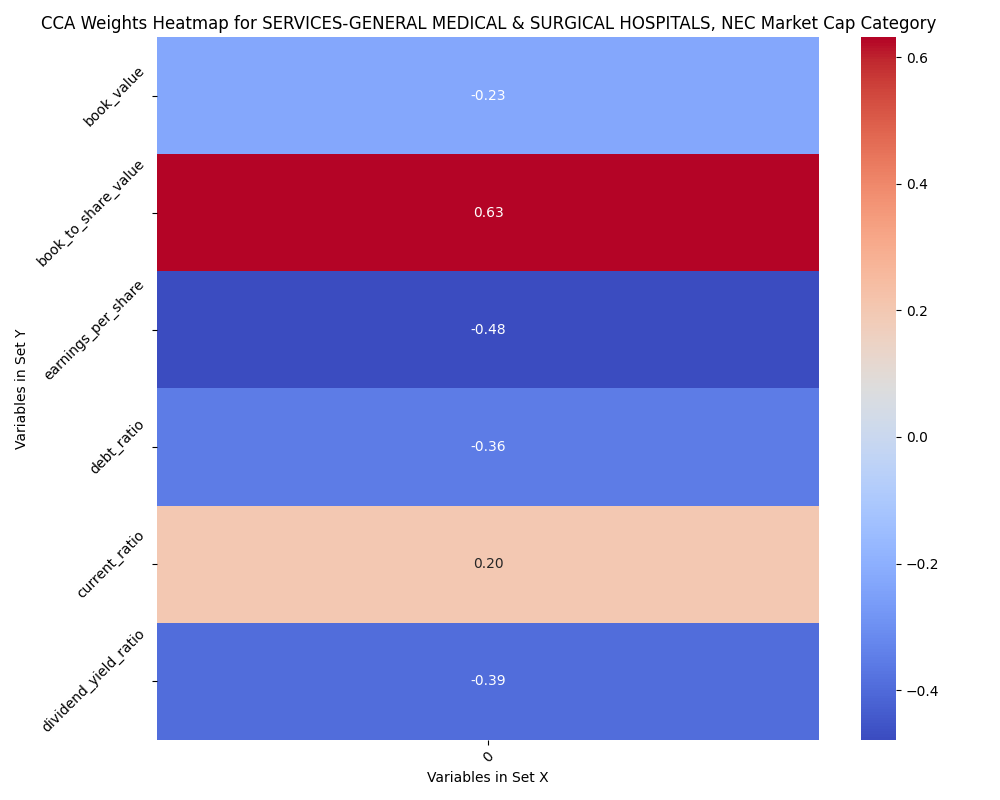 CCA Weights Heatmap for SERVICES-GENERAL MEDICAL & SURGICAL HOSPITALS, NEC Market Cap Category
Variables in Set Y
book_value
-0.23
book_to_share_value
0.63
earnings_per_share
-0.48
debt_ratio
-0.36
current_ratio
0.20
dividend_yield_ratio
-0.39
0
Variables in Set X
0.6
0.4
0.2
0.0
−0.2
−0.4